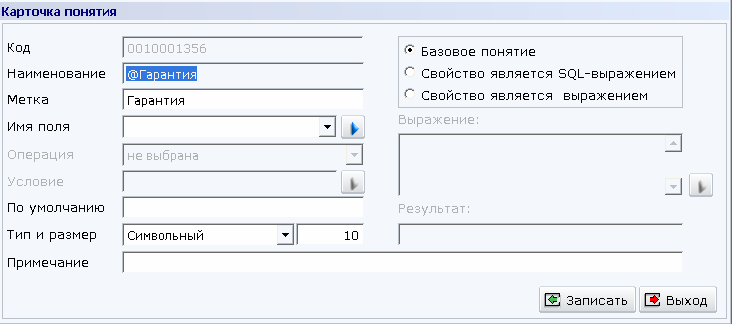 Карточка понятия
Код 0010001356
Наименование @Гарантия
Метка Гарантия
Имя поля
Операция не выбрана
Условие
По умолчанию
Тип и размер Символьный 10
Примечание
Базовое понятие
Свойство является SQL-выражением
Свойство является выражением
Выражение:
Результат:
Записать Выход